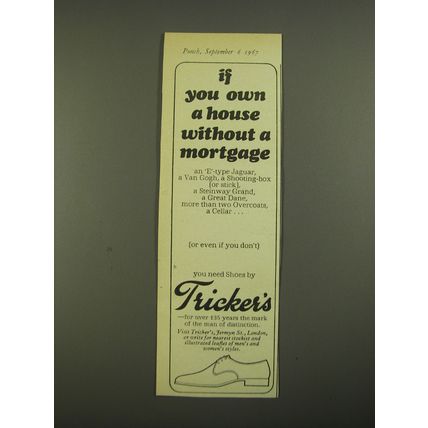 Punch, September 6 1967
if
you own
a house
without a
mortgage
an 'E'-type Jaguar,
a Van Gogh, a Shooting-box
(or stick),
a Steinway Grand,
a Great Dane,
more than two Overcoats,
a Cellar . . .
(or even if you don't)
you need Shoes by
Tricker's
—for over 135 years the mark
of the man of distinction.
Visit Tricker's, Jermyn St., London,
or write for nearest stockist and
illustrated leaflet of men's and
women's styles.